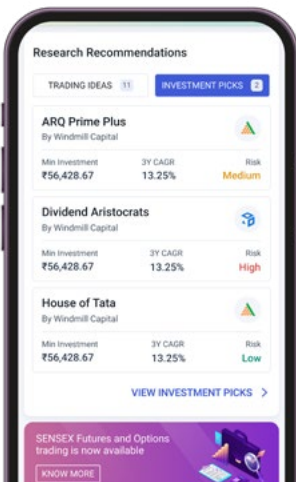 Research Recommendations
TRADING IDEAS 11 INVESTMENT PICKS 2
ARQ Prime Plus
By Windmill Capital
Min Investment 3Y CAGR Risk
₹56,428.67 13.25% Medium
Dividend Aristocrats
By Windmill Capital
Min Investment 3Y CAGR Risk
₹56,428.67 13.25% High
House of Tata
By Windmill Capital
Min Investment 3Y CAGR Risk
₹56,428.67 13.25% Low
VIEW INVESTMENT PICKS >
SENSEX Futures and Options
trading is now available
KNOW MORE